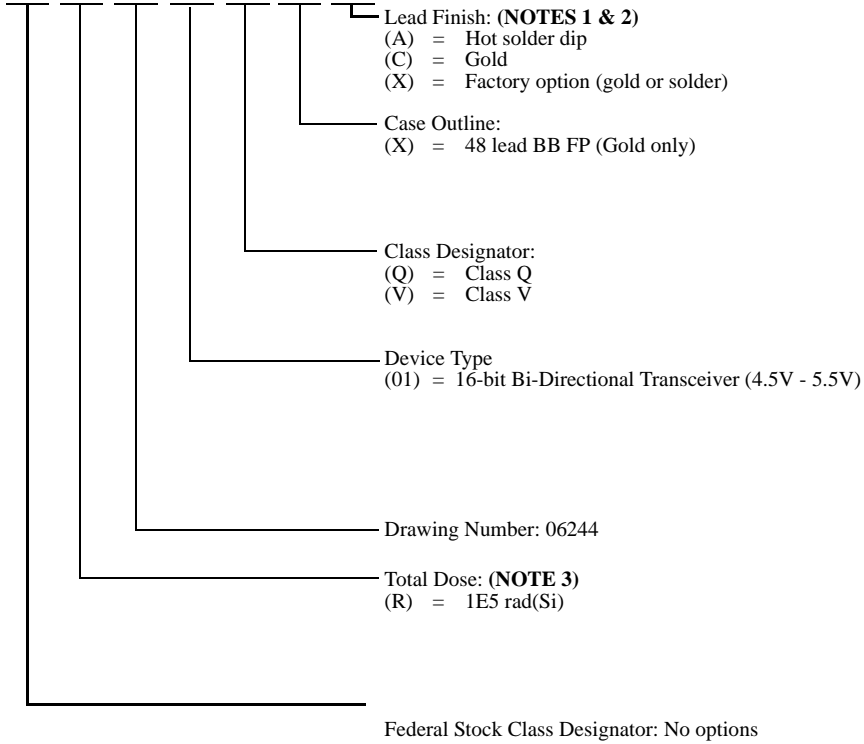 Lead Finish: (NOTES 1 & 2)
(A) = Hot solder dip
(C) = Gold
(X) = Factory option (gold or solder)
Case Outline:
(X) = 48 lead BB FP (Gold only)
Class Designator:
(Q) = Class Q
(V) = Class V
Device Type
(01) = 16-bit Bi-Directional Transceiver (4.5V - 5.5V)
Drawing Number: 06244
Total Dose: (NOTE 3)
(R) = 1E5 rad(Si)
Federal Stock Class Designator: No options